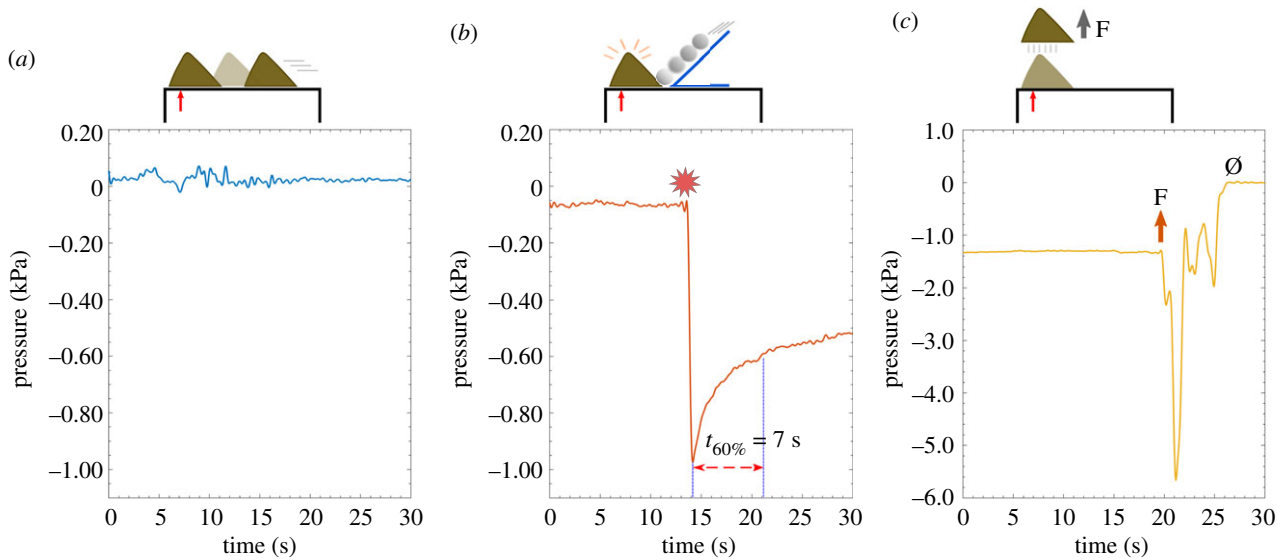 (a)
0.20
0
–0.20
–0.40
–0.60
–0.80
–1.00
pressure (kPa)
0 5 10 15 20 25 30
time (s)
(b)
0.20
0
–0.20
–0.40
–0.60
–0.80
–1.00
pressure (kPa)
t60% = 7 s
0 5 10 15 20 25 30
time (s)
(c)
F
1.0
0
–1.0
–2.0
–3.0
–4.0
–5.0
–6.0
pressure (kPa)
F
Ø
0 5 10 15 20 25 30
time (s)